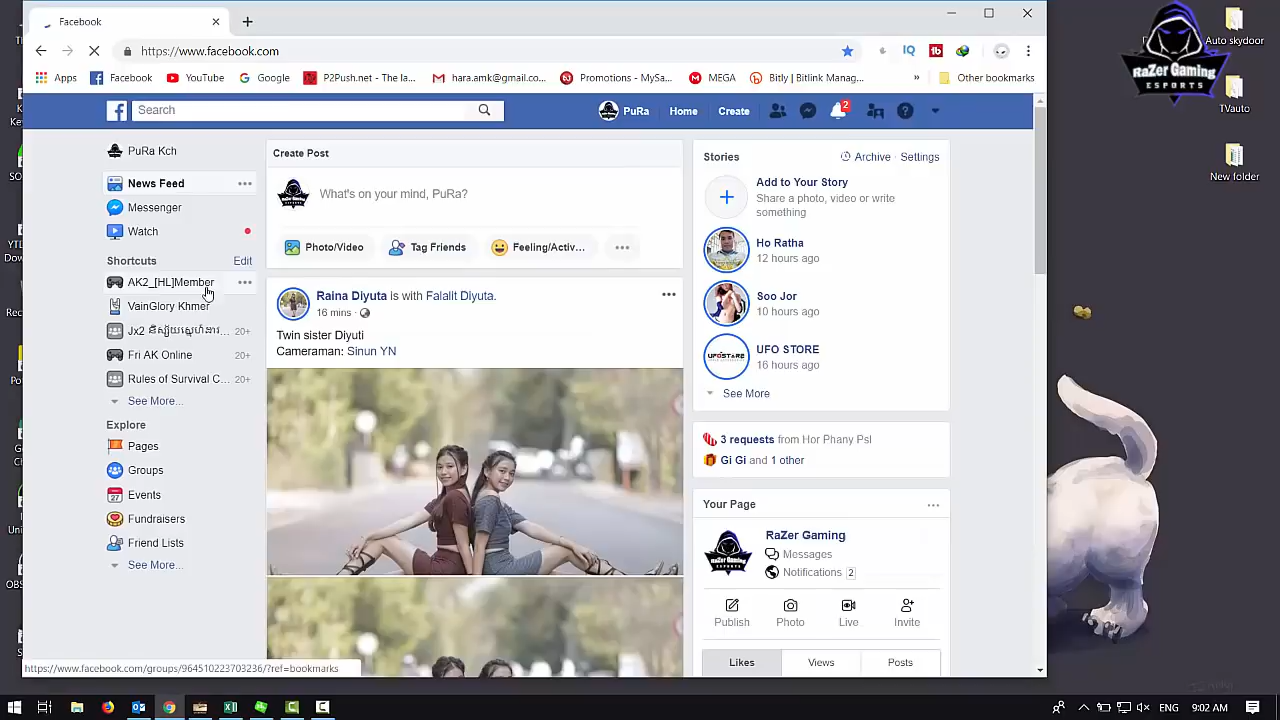 Facebook
https://www.facebook.com
Apps
Facebook
YouTube
Google
P2Push.net - The la...
Tara.amk@gmail.co...
Promotions - MySa...
MEGA
Bitly | Bitlink Manag...
»
Other bookmarks
Search
PuRa
Home
Create
2
PuRa Kch
News Feed
Messenger
Watch
Shortcuts
Edit
AK2_[HL]Member
VainGlory Khmer
Jx2
20+
Fri AK Online
20+
Rules of Survival C...
20+
See More...
Explore
Pages
Groups
27
Events
Fundraisers
Friend Lists
See More...
Create Post
What's on your mind, PuRa?
Photo/Video
Tag Friends
Feeling/Activ...
Raina Diyuta is with Falalit Diyuta.
16 mins ·
Twin sister Diyuti
Cameraman: Sinun YN
Stories
Archive · Settings
Add to Your Story
Share a photo, video or write
something
Ho Ratha
12 hours ago
Soo Jor
10 hours ago
UFO STORE
16 hours ago
See More
3 requests from Hor Phany Psl
Gi Gi and 1 other
Your Page
RaZer Gaming
Messages
Notifications 2
Publish
Photo
Live
Invite
Likes
Views
Posts
https://www.facebook.com/groups/964510223703236/?ref=bookmarks
RaZer Gaming
ESPORTS
Auto skydoor
TVauto
New folder
ENG
9:02 AM